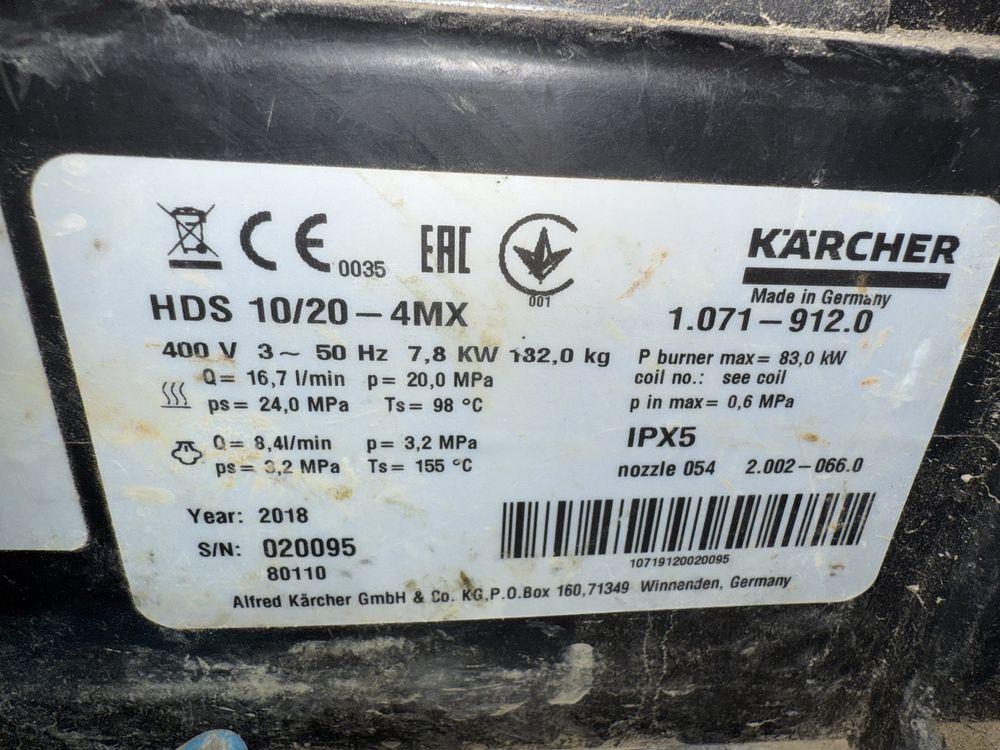 CE 0035 EAC 001 KÄRCHER
Made in Germany
HDS 10/20-4MX 1.071-912.0
400 V 3~ 50 Hz 7,8 KW 132,0 kg P burner max= 83,0 kW
Q= 16,7 l/min p= 20,0 MPa coil no.: see coil
ps= 24,0 MPa Ts= 98 °C p in max= 0,6 MPa
Q= 8,4l/min p= 3,2 MPa IPX5
ps= 3,2 MPa Ts= 155 °C nozzle 054 2.002-066.0
Year: 2018
S/N: 020095
80110
10719120020095
Alfred Kärcher GmbH & Co. KG,P.O.Box 160,71349 Winnenden, Germany